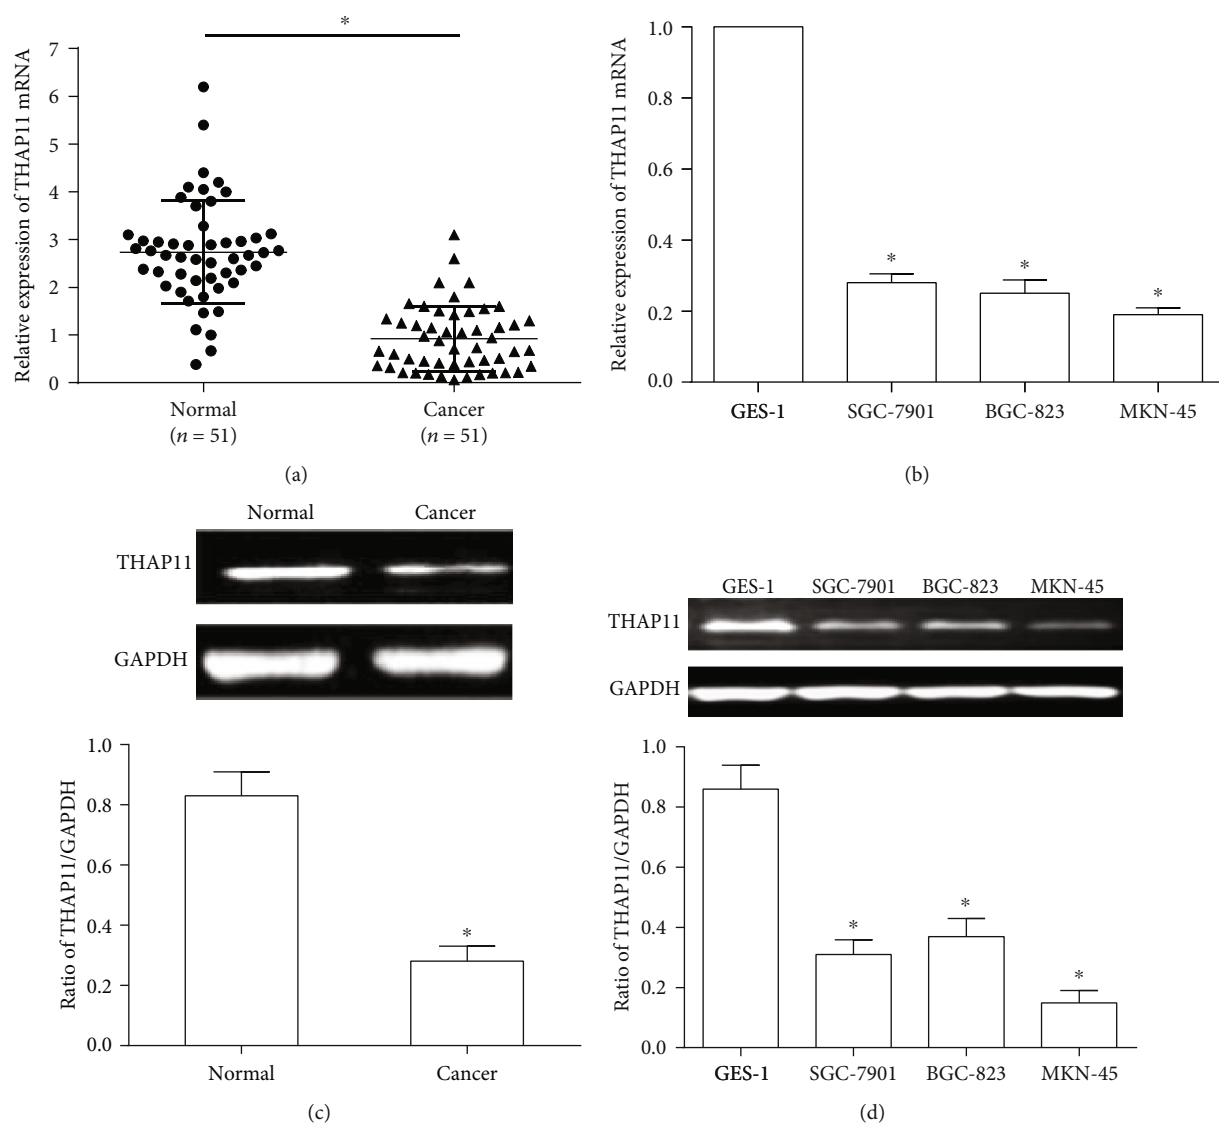 *
Relative expression of THAP11 mRNA
7
6
5
4
3
2
1
0
Normal
(n = 51)
Cancer
(n = 51)
(a)
Relative expression of THAP11 mRNA
1.0
0.8
0.6
0.4
0.2
0.0
*
*
*
GES-1
SGC-7901
BGC-823
MKN-45
(b)
Normal
Cancer
THAP11
GAPDH
Ratio of THAP11/GAPDH
1.0
0.8
0.6
0.4
0.2
0.0
*
Normal
Cancer
(c)
GES-1
SGC-7901
BGC-823
MKN-45
THAP11
GAPDH
Ratio of THAP11/GAPDH
1.0
0.8
0.6
0.4
0.2
0.0
*
*
*
GES-1
SGC-7901
BGC-823
MKN-45
(d)